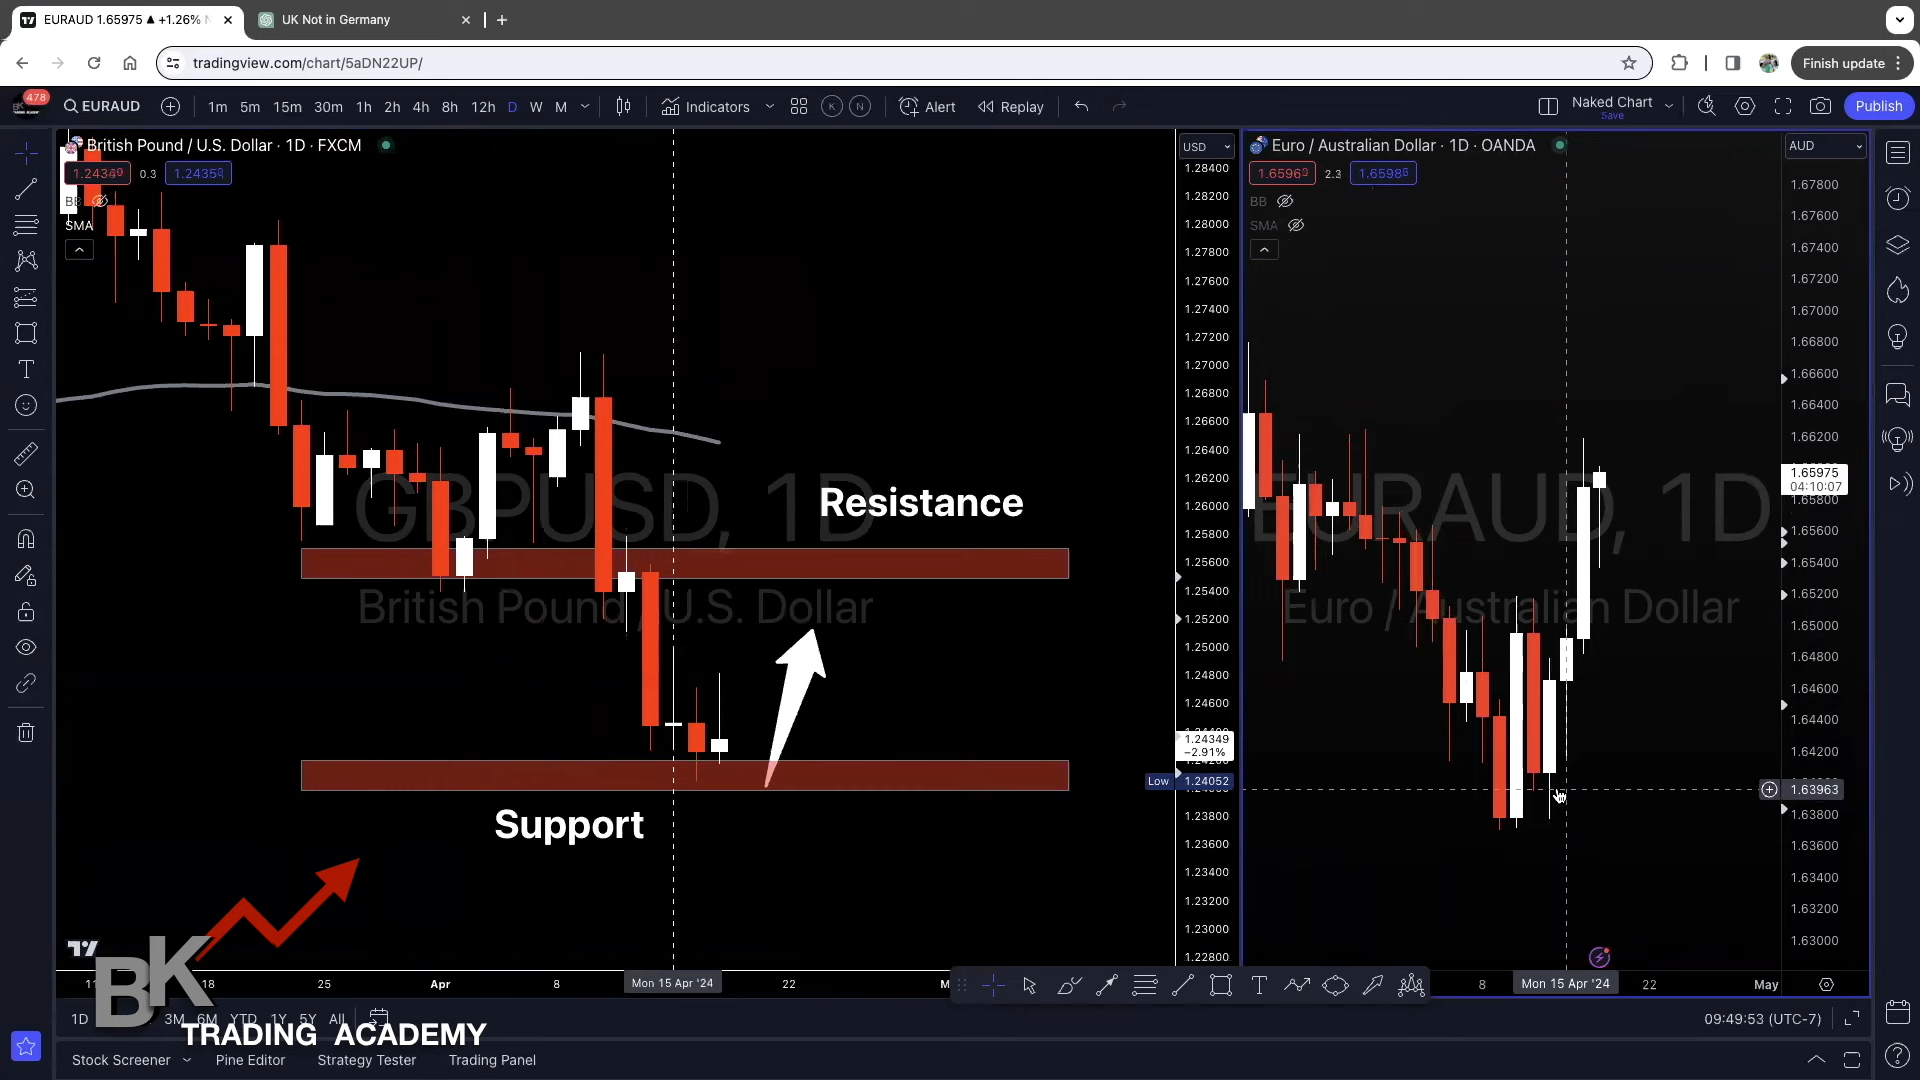 EURAUD 1.65975 ▲ +1.26% N
UK Not in Germany
tradingview.com/chart/5aDN22UP/
Finish update
478
EURAUD
1m 5m 15m 30m 1h 2h 4h 8h 12h D W M
Indicators
K N
Alert
Replay
Naked Chart
Save
Publish
British Pound / U.S. Dollar · 1D · FXCM
1.24349 0.3 1.24350
BB
SMA
USD
1.28400
1.28200
1.28000
1.27800
1.27600
1.27400
1.27200
1.27000
1.26800
1.26600
1.26400
1.26200
1.26000
1.25800
1.25600
1.25400
1.25200
1.25000
1.24800
1.24600
1.24349
−2.91%
Low 1.24052
1.23800
1.23600
1.23400
1.23200
1.23000
1.22800
GBPUSD, 1D
British Pound / U.S. Dollar
Resistance
Support
18 25 Apr 8 Mon 15 Apr '24 22
Euro / Australian Dollar · 1D · OANDA
1.65963 2.3 1.65986
BB
SMA
AUD
1.67800
1.67600
1.67400
1.67200
1.67000
1.66800
1.66600
1.66400
1.66200
1.65975
04:10:07
1.65800
1.65600
1.65400
1.65200
1.65000
1.64800
1.64600
1.64400
1.64200
1.63963
1.63800
1.63600
1.63400
1.63200
1.63000
EURAUD, 1D
Euro / Australian Dollar
8 Mon 15 Apr '24 22 May
BK
TRADING ACADEMY
1D 3M 6M YTD 1Y 5Y All
09:49:53 (UTC-7)
Stock Screener
Pine Editor
Strategy Tester
Trading Panel